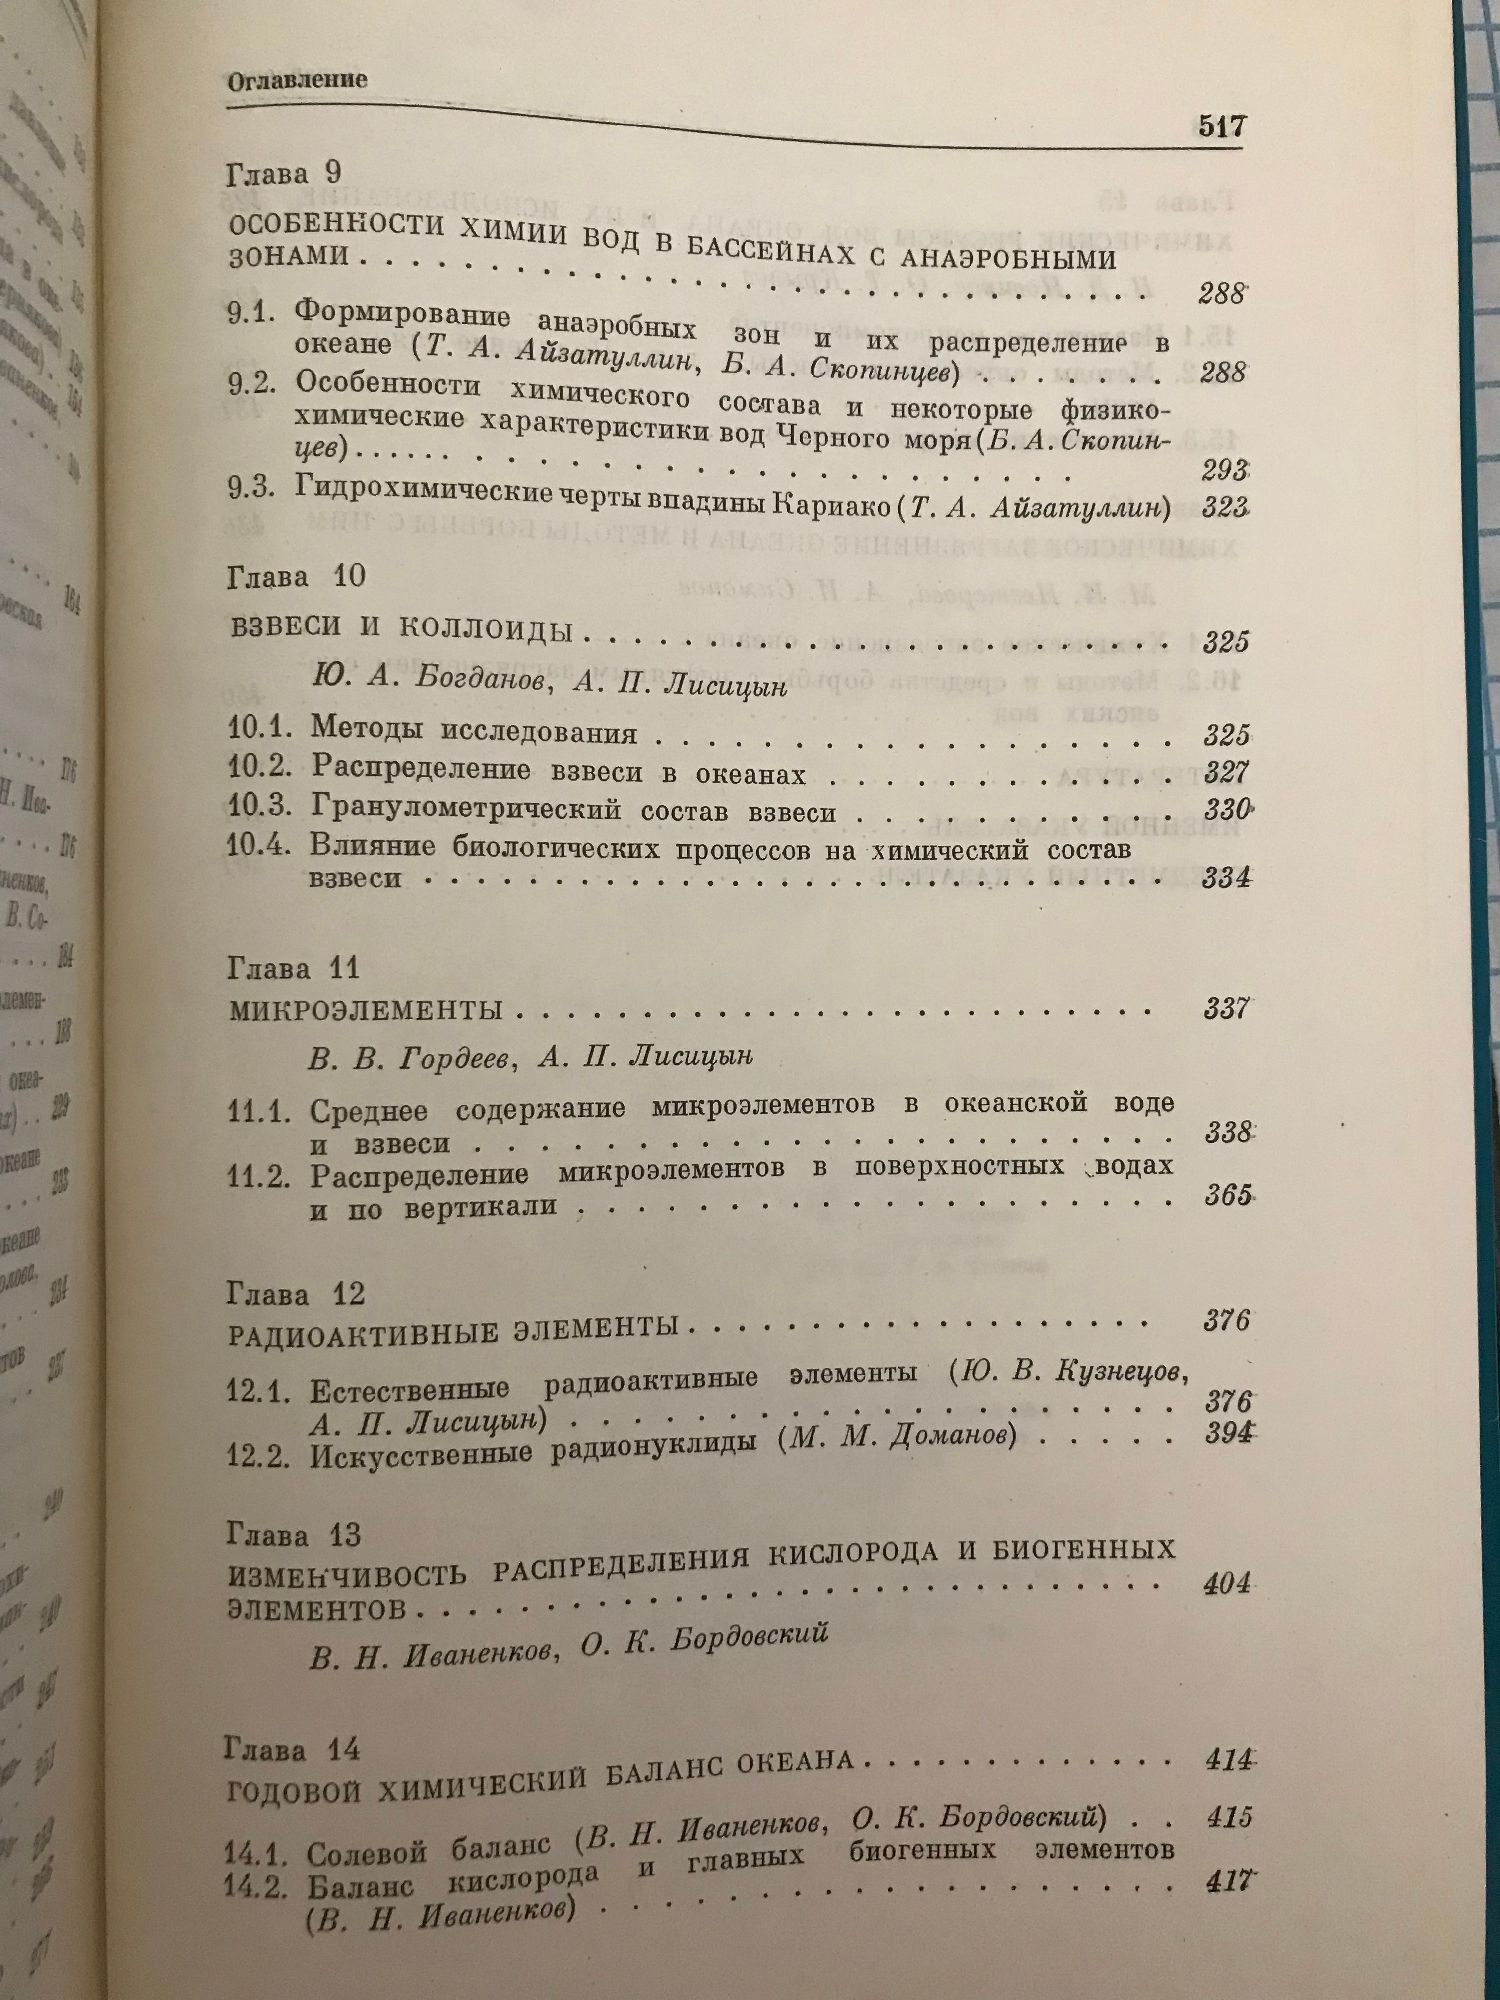 Оглавление
517
Глава 9
ОСОБЕННОСТИ ХИМИИ ВОД В БАССЕЙНАХ С АНАЭРОБНЫМИ
ЗОНАМИ . . . . . . . . . . . . . . . . . . . . . . . . 288
9.1. Формирование анаэробных зон и их распределение в
океане (Т. А. Айзатуллин, Б. А. Скопинцев) . . . . . . . 288
9.2. Особенности химического состава и некоторые физико-
химические характеристики вод Черного моря (Б. А. Скопин-
цев) . . . . . . . . . . . . . . . . . . . . . . . . 293
9.3. Гидрохимические черты впадины Кариако (Т. А. Айзатуллин) 323
Глава 10
ВЗВЕСИ И КОЛЛОИДЫ . . . . . . . . . . . . . . . . . . 325
Ю. А. Богданов, А. П. Лисицын
10.1. Методы исследования . . . . . . . . . . . . . . . . 325
10.2. Распределение взвеси в океанах . . . . . . . . . . . . 327
10.3. Гранулометрический состав взвеси . . . . . . . . . . . 330
10.4. Влияние биологических процессов на химический состав
взвеси . . . . . . . . . . . . . . . . . . . . . . . . 334
Глава 11
МИКРОЭЛЕМЕНТЫ . . . . . . . . . . . . . . . . . . . . 337
В. В. Гордеев, А. П. Лисицын
11.1. Среднее содержание микроэлементов в океанской воде
и взвеси . . . . . . . . . . . . . . . . . . . . . . . 338
11.2. Распределение микроэлементов в поверхностных водах
и по вертикали . . . . . . . . . . . . . . . . . . . . 365
Глава 12
РАДИОАКТИВНЫЕ ЭЛЕМЕНТЫ . . . . . . . . . . . . . . . . 376
12.1. Естественные радиоактивные элементы (Ю. В. Кузнецов,
А. П. Лисицын) . . . . . . . . . . . . . . . . . . . . 376
12.2. Искусственные радионуклиды (М. М. Доманов) . . . . . 394
Глава 13
ИЗМЕНЧИВОСТЬ РАСПРЕДЕЛЕНИЯ КИСЛОРОДА И БИОГЕННЫХ
ЭЛЕМЕНТОВ . . . . . . . . . . . . . . . . . . . . . . . 404
В. Н. Иваненков, О. К. Бордовский
Глава 14
ГОДОВОЙ ХИМИЧЕСКИЙ БАЛАНС ОКЕАНА . . . . . . . . . . . . 414
14.1. Солевой баланс (В. Н. Иваненков, О. К. Бордовский) . . 415
14.2. Баланс кислорода и главных биогенных элементов
(В. Н. Иваненков) . . . . . . . . . . . . . . . . . . . 417